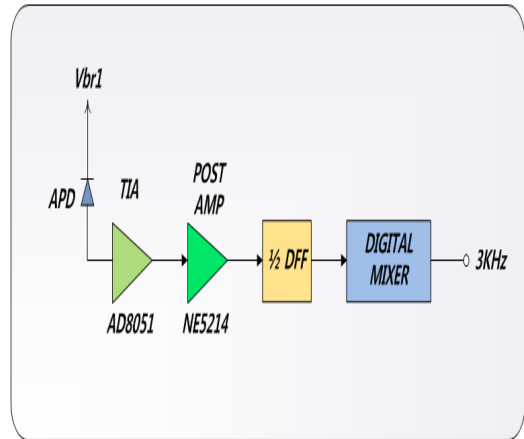 Vbr1
APD
TIA
AD8051
POST
AMP
NE5214
½ DFF
DIGITAL
MIXER
3KHz